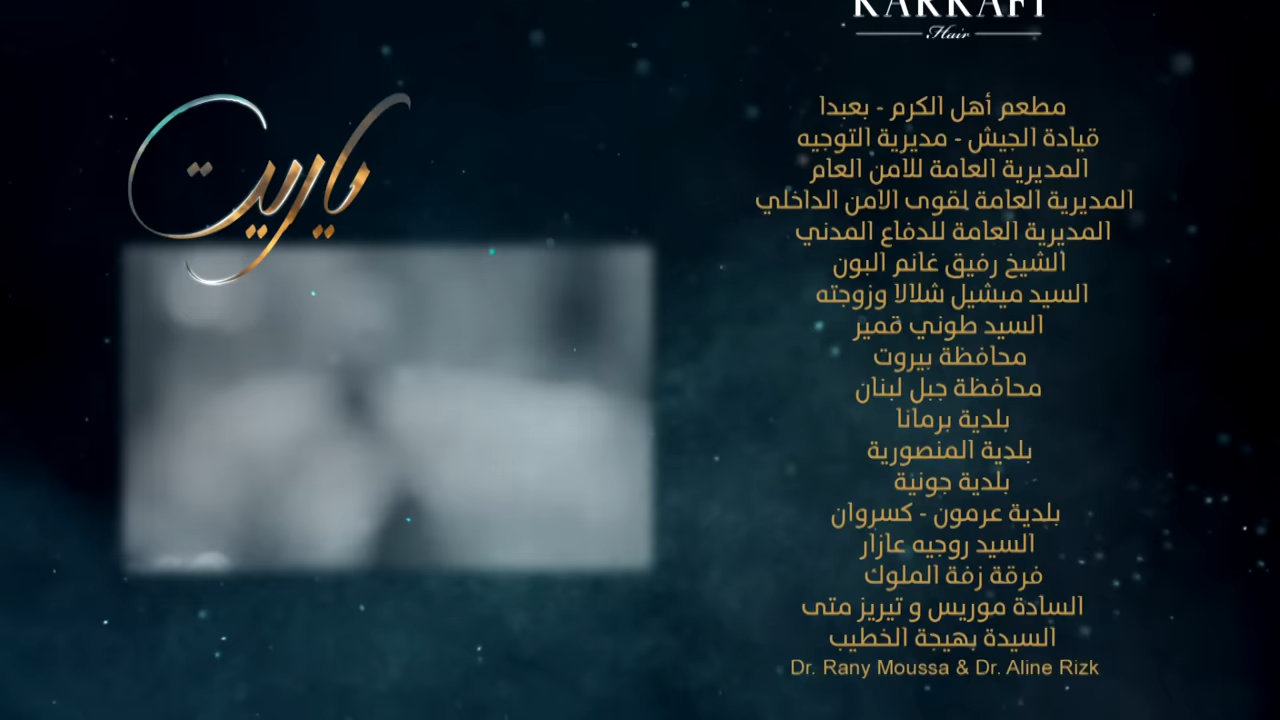 KARKAFI
Hair
ياريت
مطعم أهل الكرم - بعبدا
قيادة الجيش - مديرية التوجيه
المديرية العامة للامن العام
المديرية العامة لقوى الامن الداخلي
المديرية العامة للدفاع المدني
الشيخ رفيق غانم البون
السيد ميشيل شلالا وزوجته
السيد طوني قمير
محافظة بيروت
محافظة جبل لبنان
بلدية برمانا
بلدية المنصورية
بلدية جونية
بلدية عرمون - كسروان
السيد روجيه عازار
فرقة زفة الملوك
السادة موريس و تيريز متى
السيدة بهيجة الخطيب
Dr. Rany Moussa & Dr. Aline Rizk